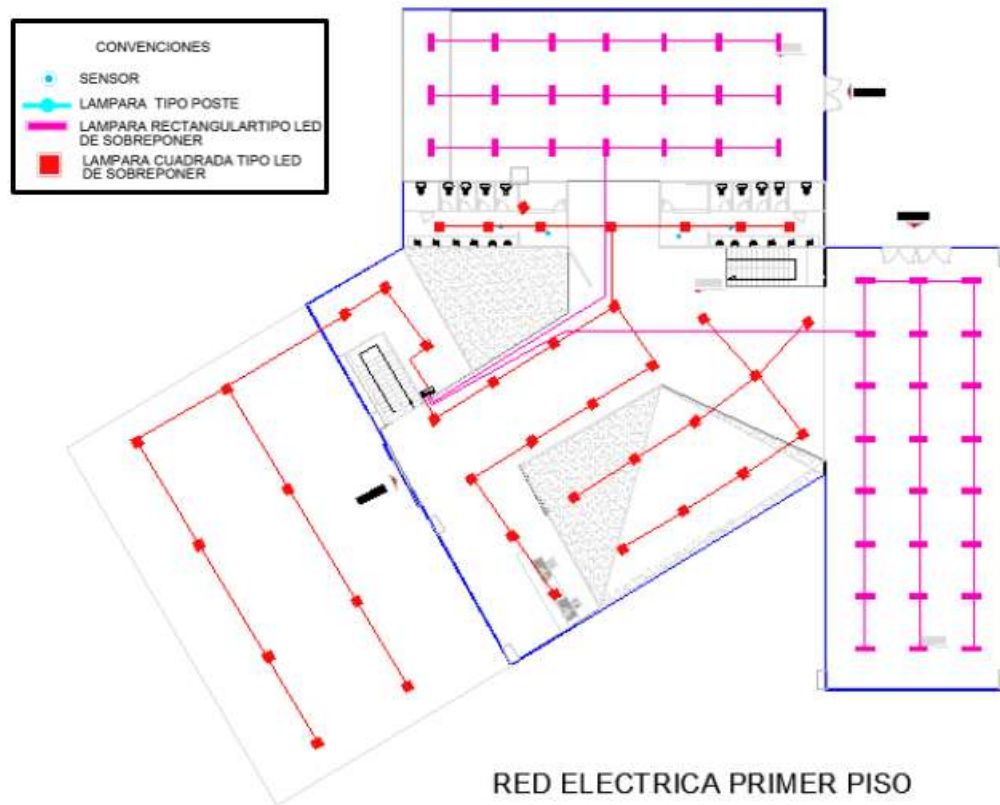 CONVENCIONES
SENSOR
LAMPARA TIPO POSTE
LAMPARA RECTANGULARTIPO LED
DE SOBREPONER
LAMPARA CUADRADA TIPO LED
DE SOBREPONER
RED ELECTRICA PRIMER PISO